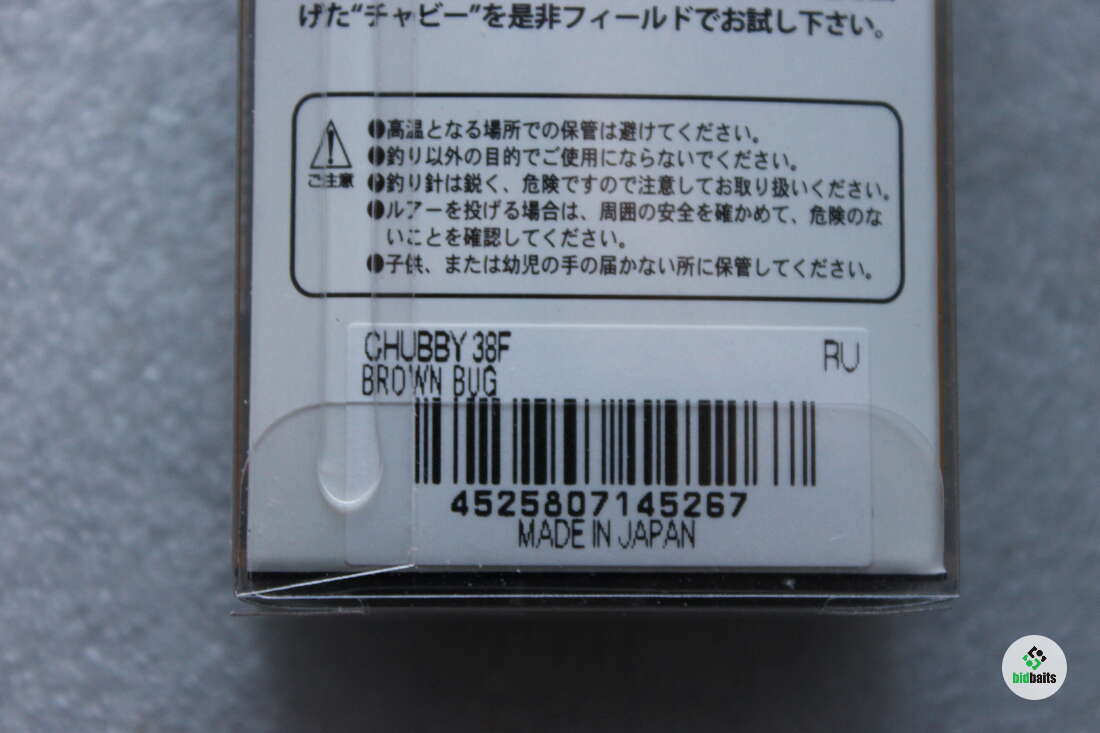 げた“チャビー”を是非フィールドでお試し下さい。
ご注意
●高温となる場所での保管は避けてください。
●釣り以外の目的でご使用にならないでください。
●釣り針は鋭く、危険ですので注意してお取り扱いください。
●ルアーを投げる場合は、周囲の安全を確かめて、危険のな
いことを確認してください。
●子供、または幼児の手の届かない所に保管してください。
CHUBBY 38F
RU
BROWN BUG
4525807145267
MADE IN JAPAN
bidbaits